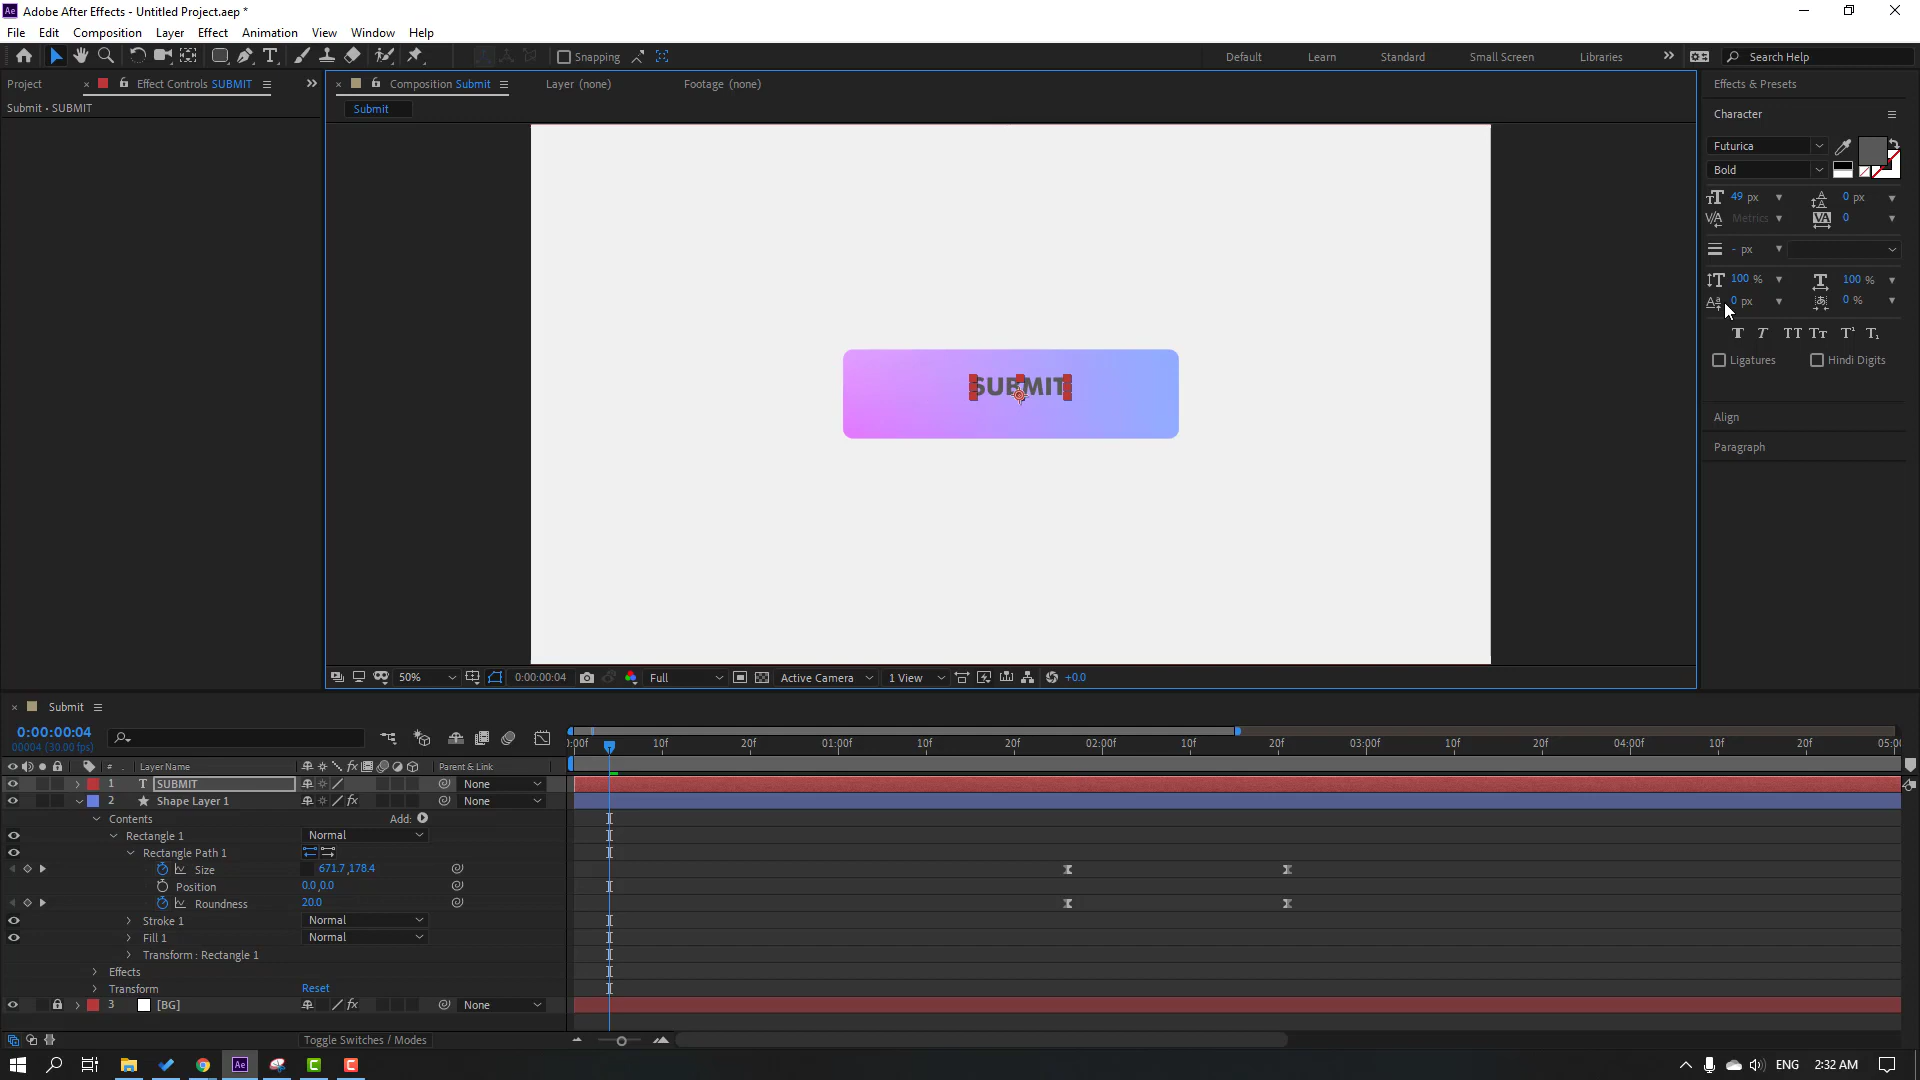 Adobe After Effects - Untitled Project.aep *
File Edit Composition Layer Effect Animation View Window Help
Snapping Default Learn Standard Small Screen Libraries Search Help
Project Effect Controls SUBMIT Composition Submit Layer (none) Footage (none) Effects & Presets
Submit • SUBMIT Submit Character
Futurica
Bold
49 px 0 px
Metrics 0
- px
100 % 100 %
0 px 0 %
Ligatures Hindi Digits
SUBMIT
Align
Paragraph
50% 0:00:00:04 Full Active Camera 1 View +0.0
Submit
0:00:00:04
00004 (30.00 fps)
):00f 10f 20f 01:00f 10f 20f 02:00f 10f 20f 03:00f 10f 20f 04:00f 10f 20f 05:00
# Layer Name Parent & Link
1 T SUBMIT None
2 Shape Layer 1 None
Contents Add:
Rectangle 1 Normal
Rectangle Path 1
Size 671.7,178.4
Position 0.0,0.0
Roundness 20.0
Stroke 1 Normal
Fill 1 Normal
Transform : Rectangle 1
Effects
Transform Reset
3 [BG] None
Toggle Switches / Modes
ENG 2:32 AM